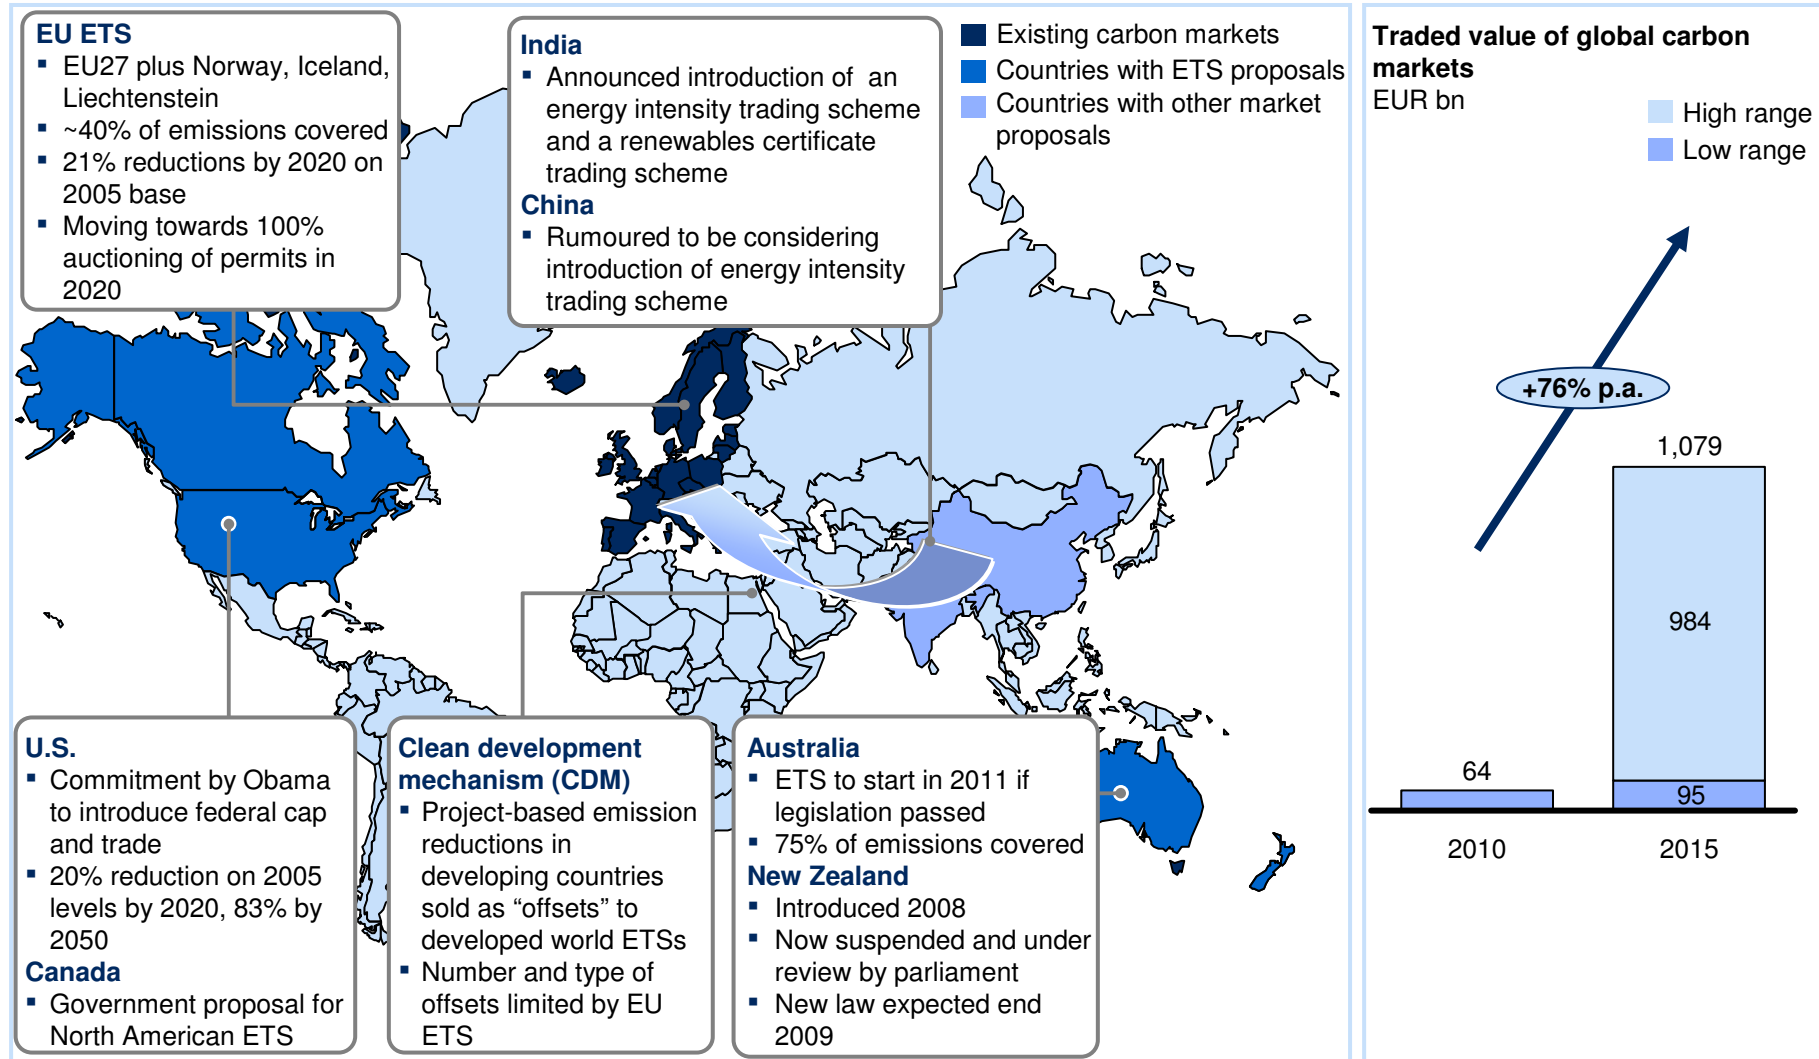 EU ETS
▪ EU27 plus Norway, Iceland,
Liechtenstein
▪ ~40% of emissions covered
▪ 21% reductions by 2020 on
2005 base
▪ Moving towards 100%
auctioning of permits in
2020
India
▪ Announced introduction of an
energy intensity trading scheme
and a renewables certificate
trading scheme
China
▪ Rumoured to be considering
introduction of energy intensity
trading scheme
Existing carbon markets
Countries with ETS proposals
Countries with other market
proposals
U.S.
▪ Commitment by Obama
to introduce federal cap
and trade
▪ 20% reduction on 2005
levels by 2020, 83% by
2050
Canada
▪ Government proposal for
North American ETS
Clean development
mechanism (CDM)
▪ Project-based emission
reductions in
developing countries
sold as “offsets” to
developed world ETSs
▪ Number and type of
offsets limited by EU
ETS
Australia
▪ ETS to start in 2011 if
legislation passed
▪ 75% of emissions covered
New Zealand
▪ Introduced 2008
▪ Now suspended and under
review by parliament
▪ New law expected end
2009
Traded value of global carbon
markets
EUR bn
High range
Low range
+76% p.a.
1,079
984
64
95
2010
2015